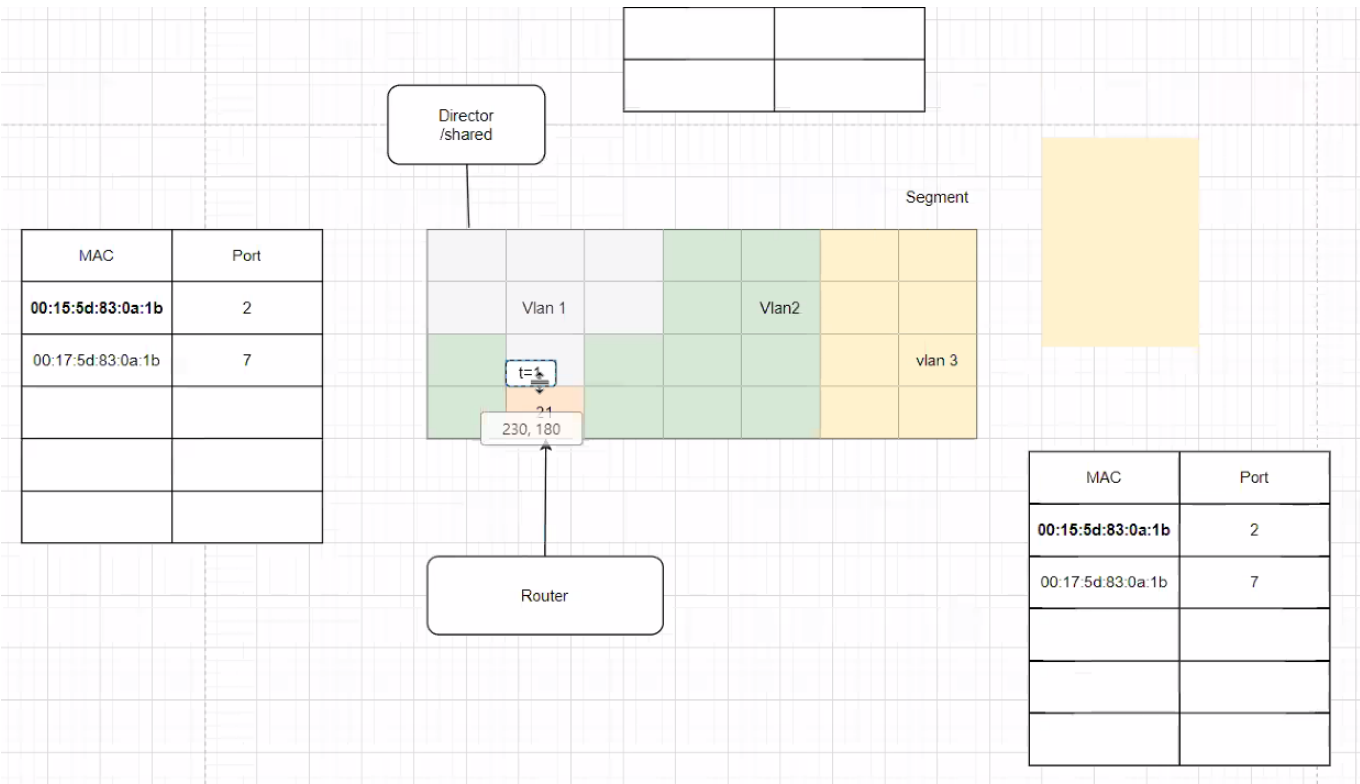 Director
/shared
Segment
MAC
Port
00:15:5d:83:0a:1b
2
00:17:5d:83:0a:1b
7
Vlan 1
Vlan2
vlan 3
t=1
21
230, 180
Router
MAC
Port
00:15:5d:83:0a:1b
2
00:17:5d:83:0a:1b
7